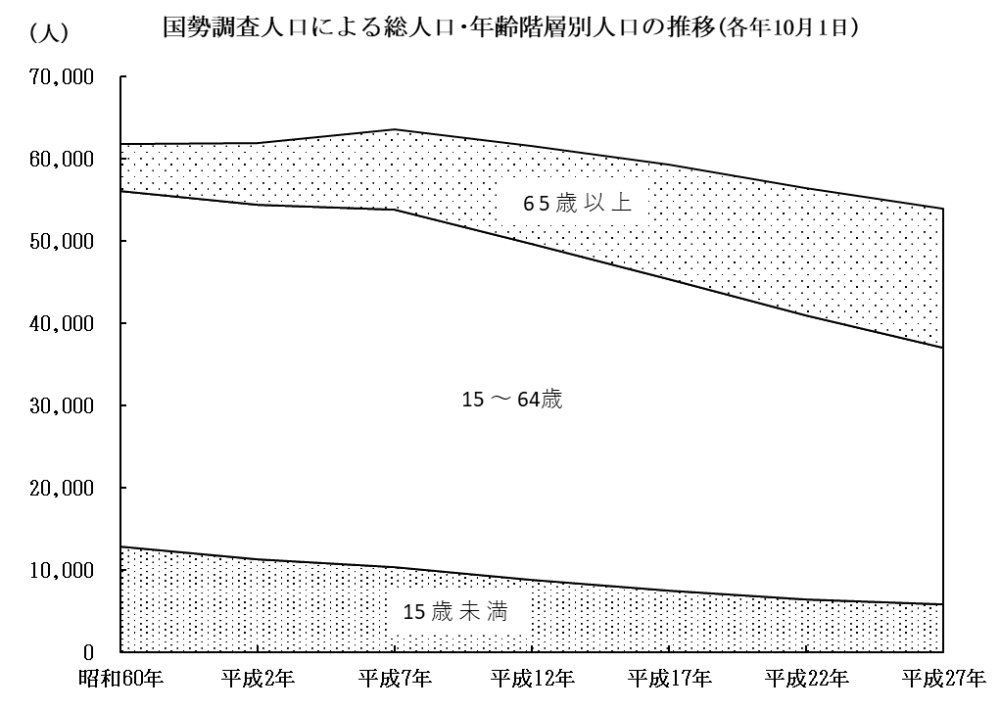 国勢調査人口による総人口･年齢階層別人口の推移(各年10月1日)
(人)
70,000
60,000
50,000
40,000
30,000
20,000
10,000
0
65歳以上
15～64歳
15歳未満
昭和60年 平成2年 平成7年 平成12年 平成17年 平成22年 平成27年